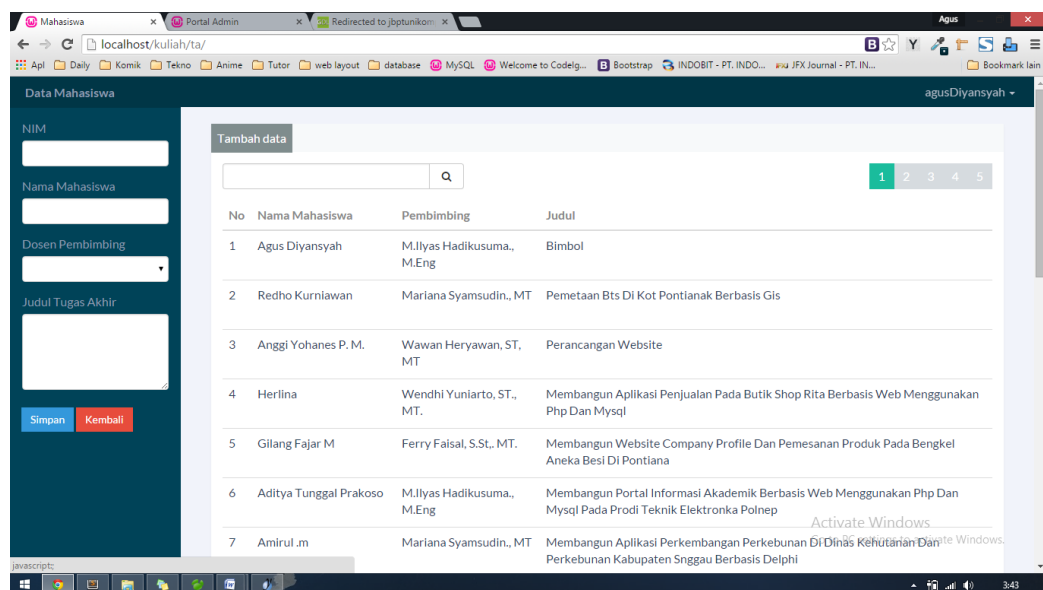 Mahasiswa
Portal Admin
Redirected to jbptunikom
Agus
localhost/kuliah/ta/
Apl Daily Komik Tekno Anime Tutor web layout database MySQL Welcome to CodeIg... Bootstrap INDOBIT - PT. INDO... JFX Journal - PT. IN... Bookmark lain
Data Mahasiswa
agusDiyansyah
NIM
Nama Mahasiswa
Dosen Pembimbing
Judul Tugas Akhir
Simpan Kembali
Tambah data
1 2 3 4 5
No Nama Mahasiswa Pembimbing Judul
1 Agus Diyansyah M.Ilyas Hadikusuma., Bimbol
M.Eng
2 Redho Kurniawan Mariana Syamsudin., MT Pemetaan Bts Di Kot Pontianak Berbasis Gis
3 Anggi Yohanes P. M. Wawan Heryawan, ST, Perancangan Website
MT
4 Herlina Wendhi Yuniarto, ST., Membangun Aplikasi Penjualan Pada Butik Shop Rita Berbasis Web Menggunakan
MT. Php Dan Mysql
5 Gilang Fajar M Ferry Faisal, S.St,. MT. Membangun Website Company Profile Dan Pemesanan Produk Pada Bengkel
Aneka Besi Di Pontiana
6 Aditya Tunggal Prakoso M.Ilyas Hadikusuma., Membangun Portal Informasi Akademik Berbasis Web Menggunakan Php Dan
M.Eng Mysql Pada Prodi Teknik Elektronka Polnep
Activate Windows
7 Amirul .m Mariana Syamsudin., MT Membangun Aplikasi Perkembangan Perkebunan Di Dinas Kehutanan Dan
Perkebunan Kabupaten Snggau Berbasis Delphi
javascript:;
3:43